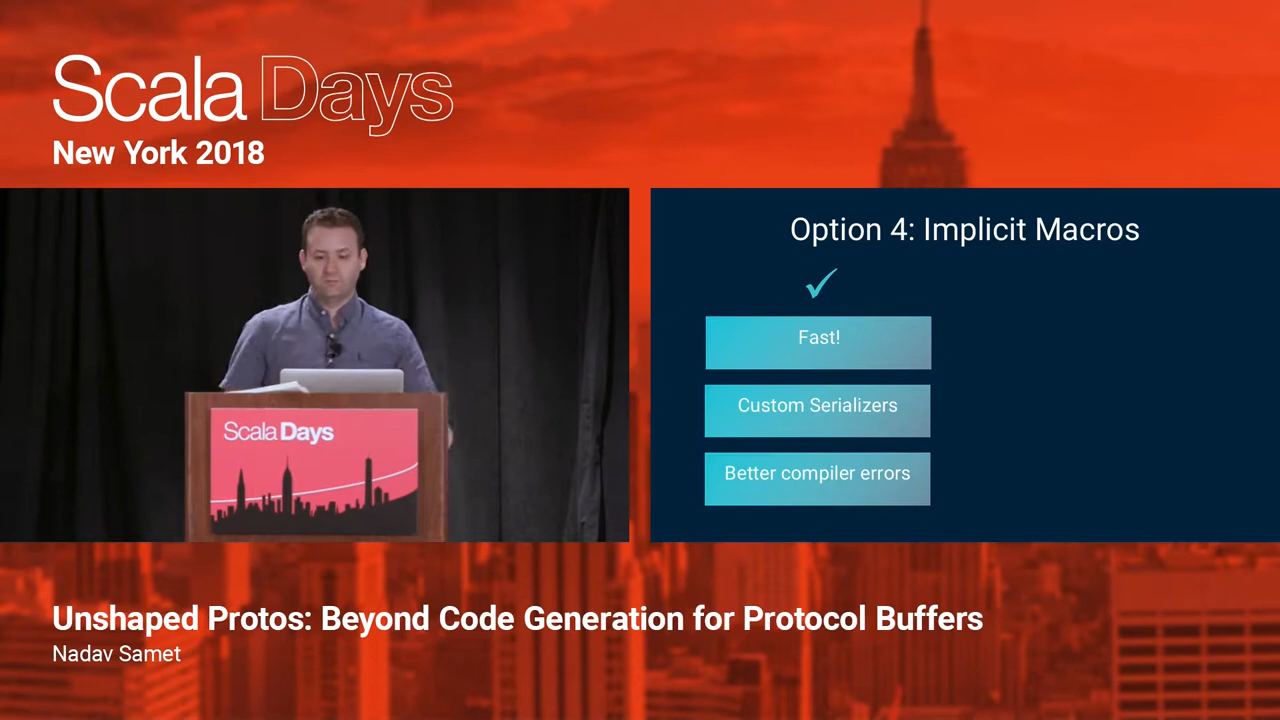 Scala Days
New York 2018
Option 4: Implicit Macros
Fast!
Custom Serializers
Better compiler errors
Scala Days
Unshaped Protos: Beyond Code Generation for Protocol Buffers
Nadav Samet